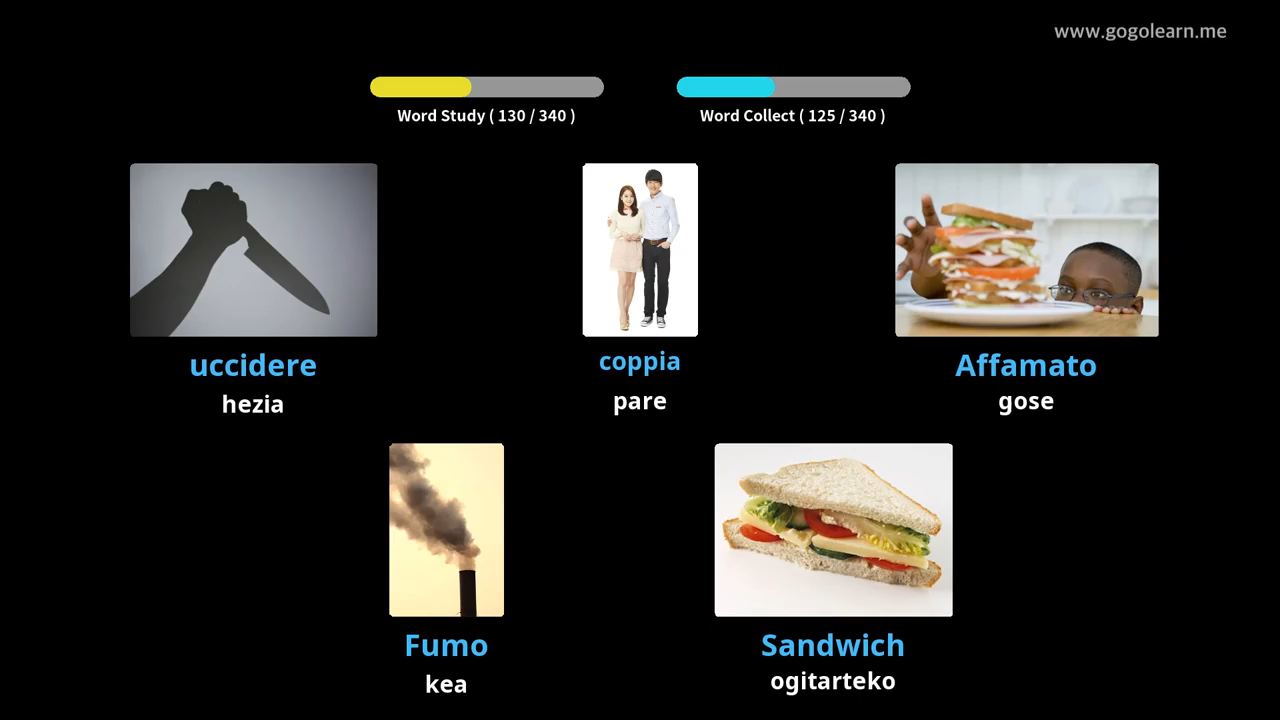 www.gogolearn.me
Word Study ( 130 / 340 )
Word Collect ( 125 / 340 )
uccidere
hezia
coppia
pare
Affamato
gose
Fumo
kea
Sandwich
ogitarteko